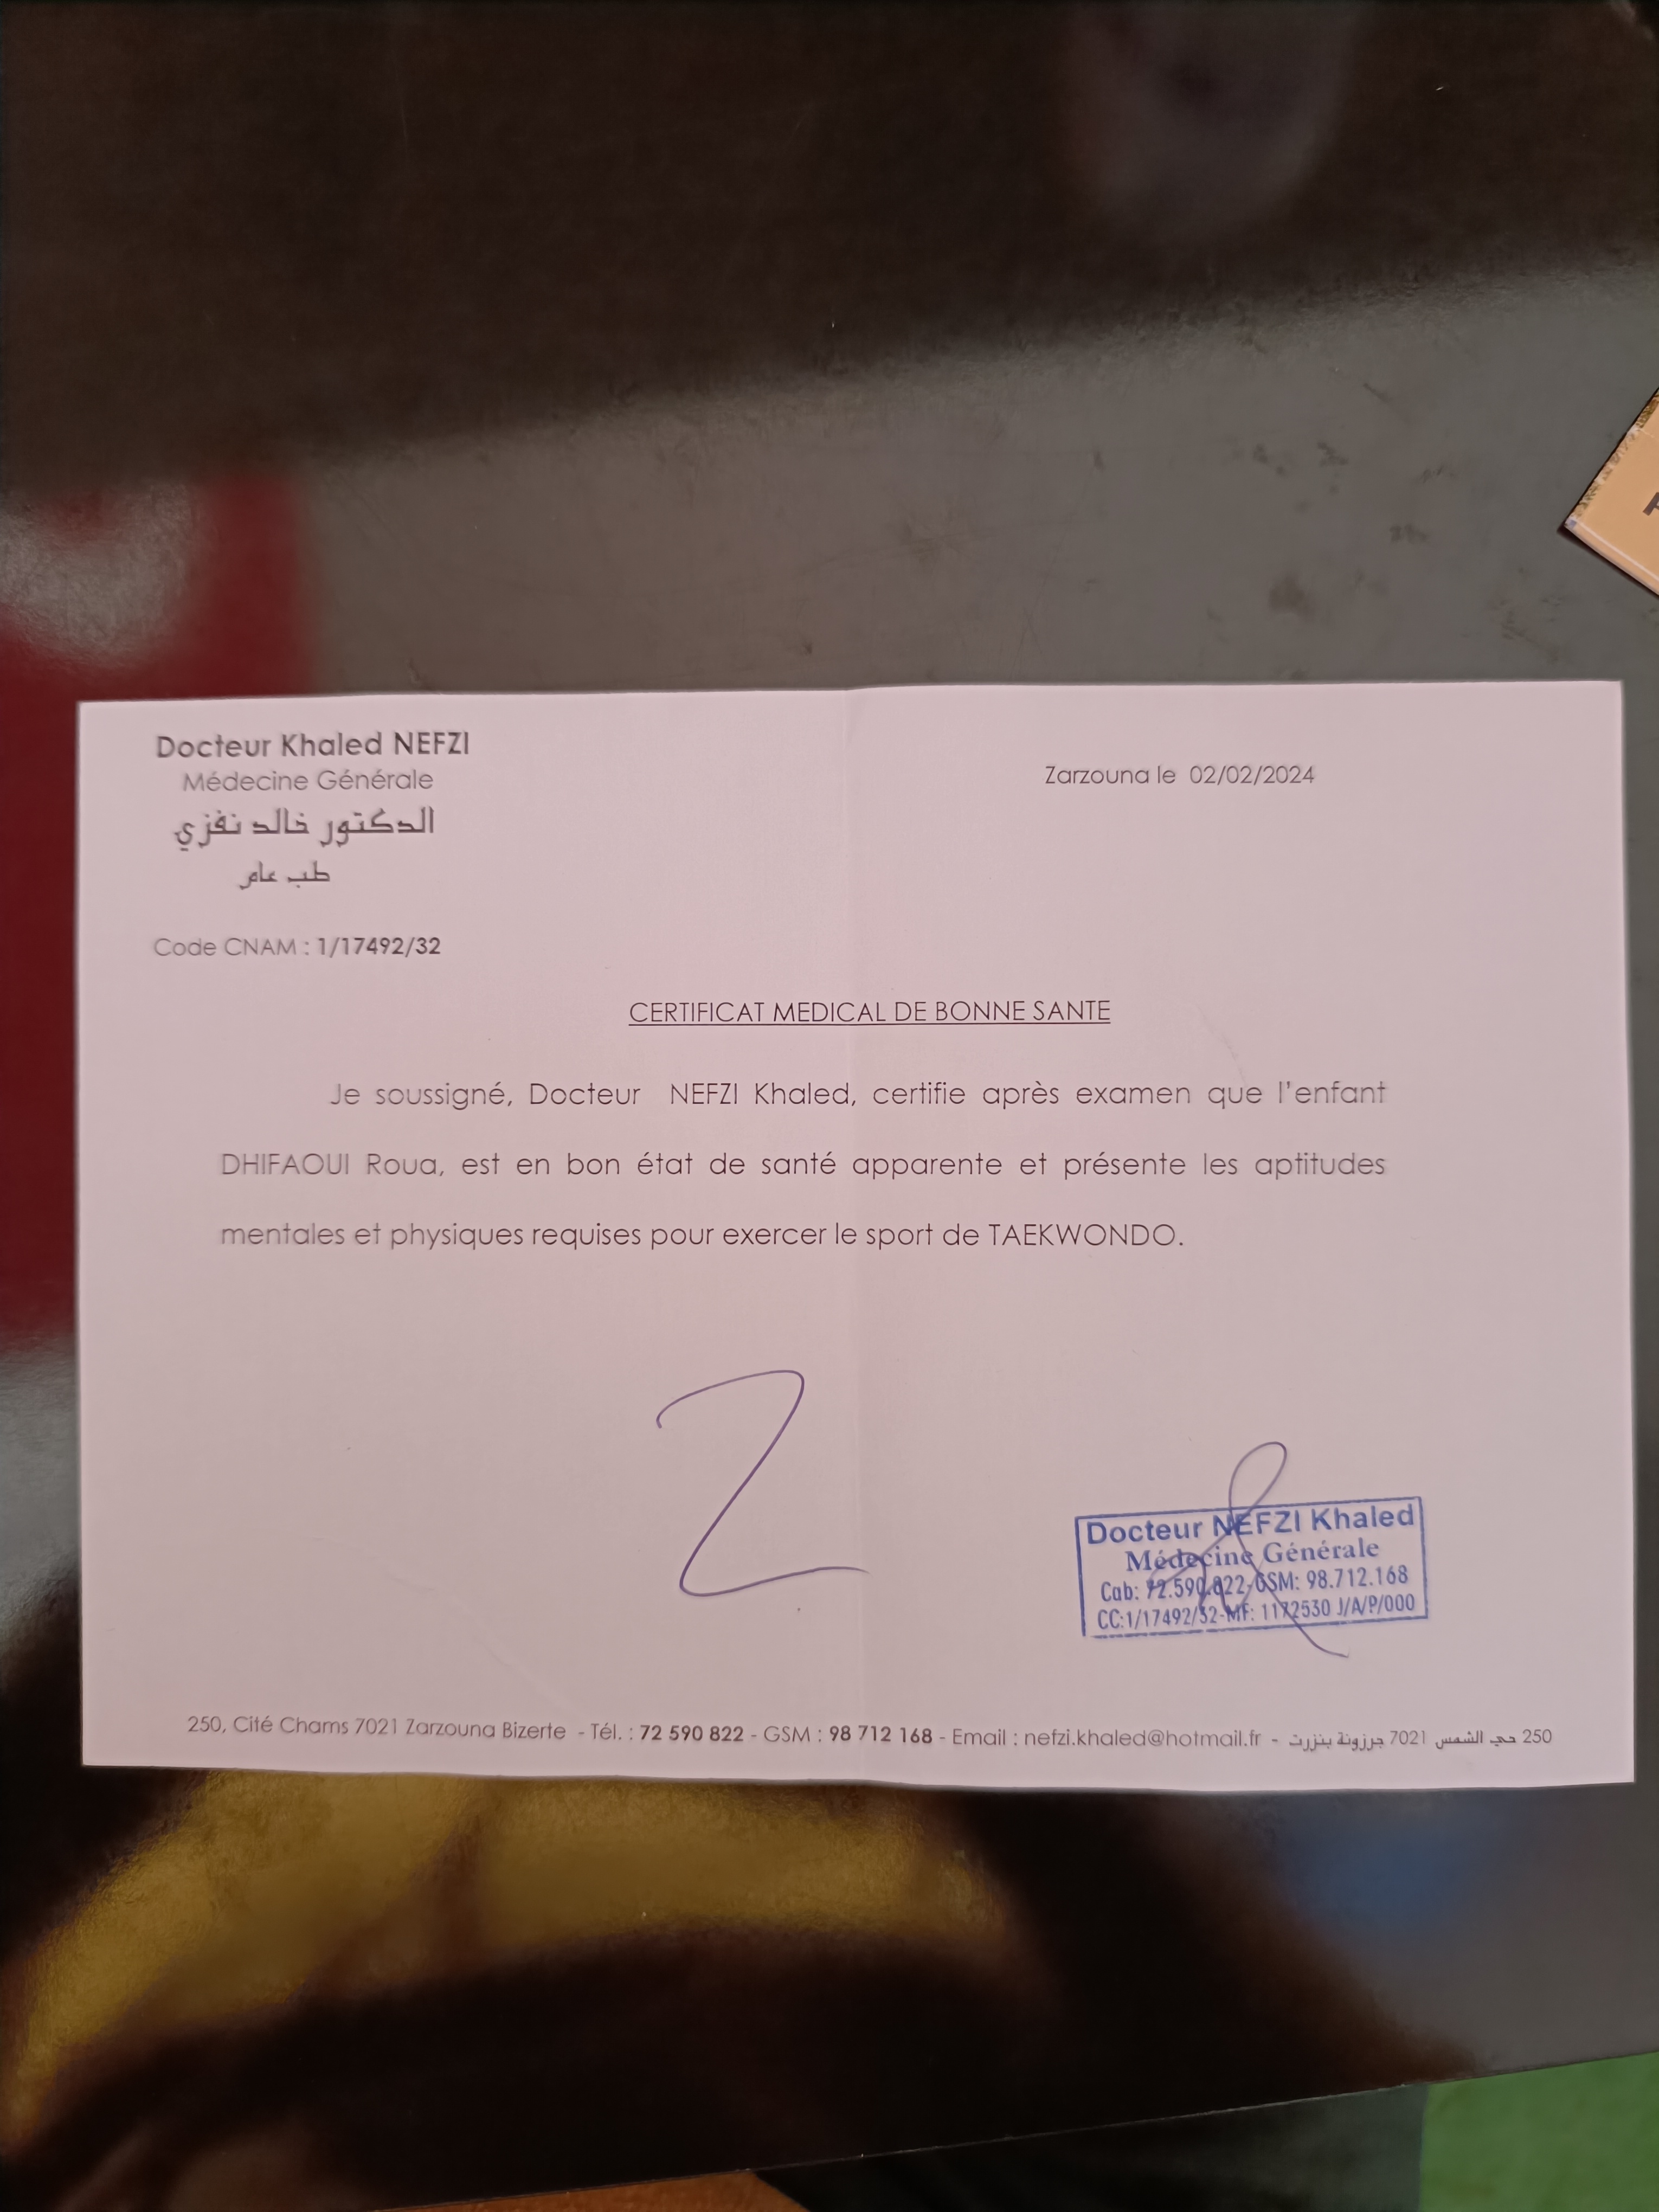 Docteur Khaled NEFZI
Médecine Générale
الدكتور خالد نفزي
طب عام
Zarzouna le 02/02/2024
Code CNAM : 1/17492/32
CERTIFICAT MEDICAL DE BONNE SANTE
Je soussigné, Docteur NEFZI Khaled, certifie après examen que l'enfant
DHIFAOUI Roua, est en bon état de santé apparente et présente les aptitudes
mentales et physiques requises pour exercer le sport de TAEKWONDO.
Docteur NEFZI Khaled
Médecine Générale
Cab: 72.590.822-GSM: 98.712.168
CC:1/17492/32-MF: 1172530 J/A/P/000
250, Cité Chams 7021 Zarzouna Bizerte - Tél. : 72 590 822 - GSM : 98 712 168 - Email : nefzi.khaled@hotmail.fr - 250 حي الشمس 7021 جرزونة بنزرت